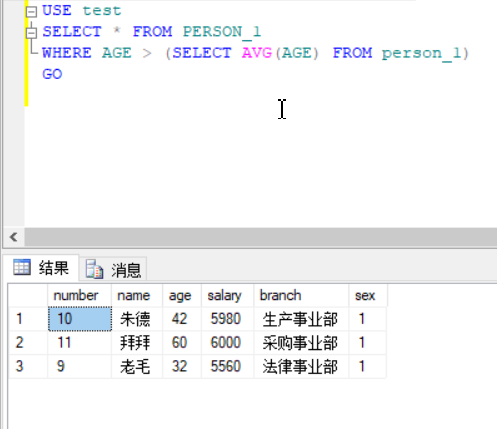 USE test
SELECT * FROM PERSON_1
WHERE AGE > (SELECT AVG(AGE) FROM person_1)
GO
结果 消息
number name age salary branch sex
1 10 朱德 42 5980 生产事业部 1
2 11 拜拜 60 6000 采购事业部 1
3 9 老毛 32 5560 法律事业部 1